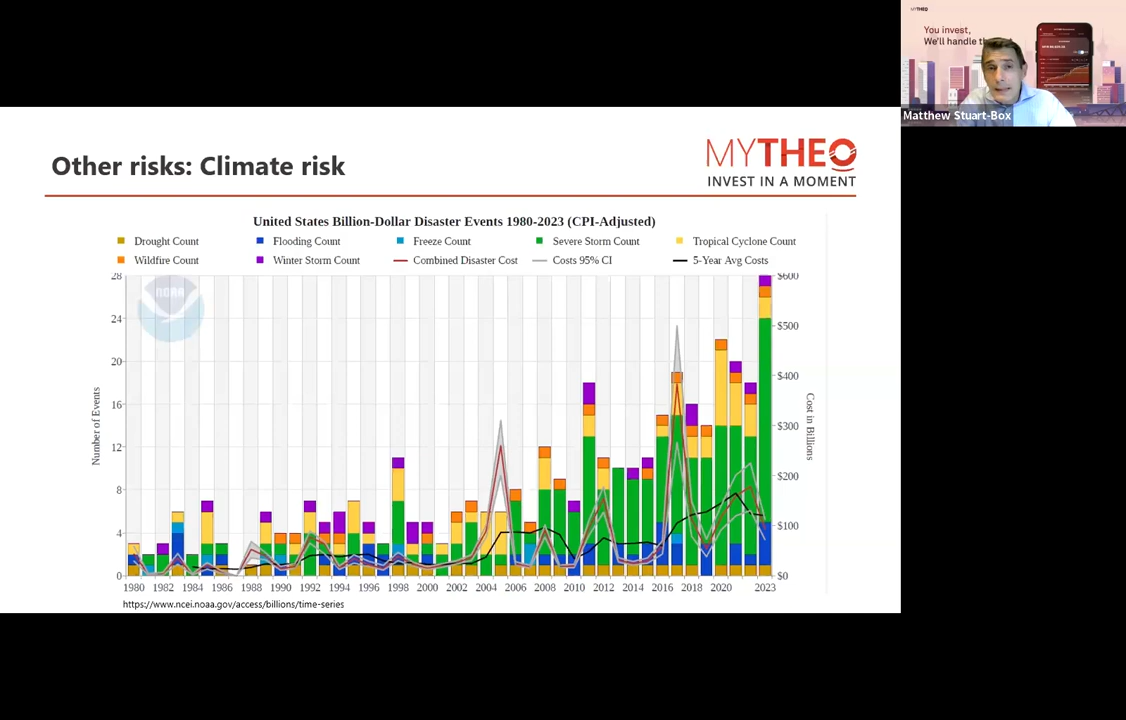 MYTHEO
You invest,
We'll handle th
Matthew Stuart-Box
Other risks: Climate risk
MYTHEO
INVEST IN A MOMENT
United States Billion-Dollar Disaster Events 1980-2023 (CPI-Adjusted)
Drought Count Flooding Count Freeze Count Severe Storm Count Tropical Cyclone Count
Wildfire Count Winter Storm Count Combined Disaster Cost Costs 95% CI 5-Year Avg Costs
28 $600
NOAA
24 $500
20 $400
16 $300
12 $200
8 $100
4
0 $0
Number of Events
Cost in Billions
1980 1982 1984 1986 1988 1990 1992 1994 1996 1998 2000 2002 2004 2006 2008 2010 2012 2014 2016 2018 2020 2023
https://www.ncei.noaa.gov/access/billions/time-series